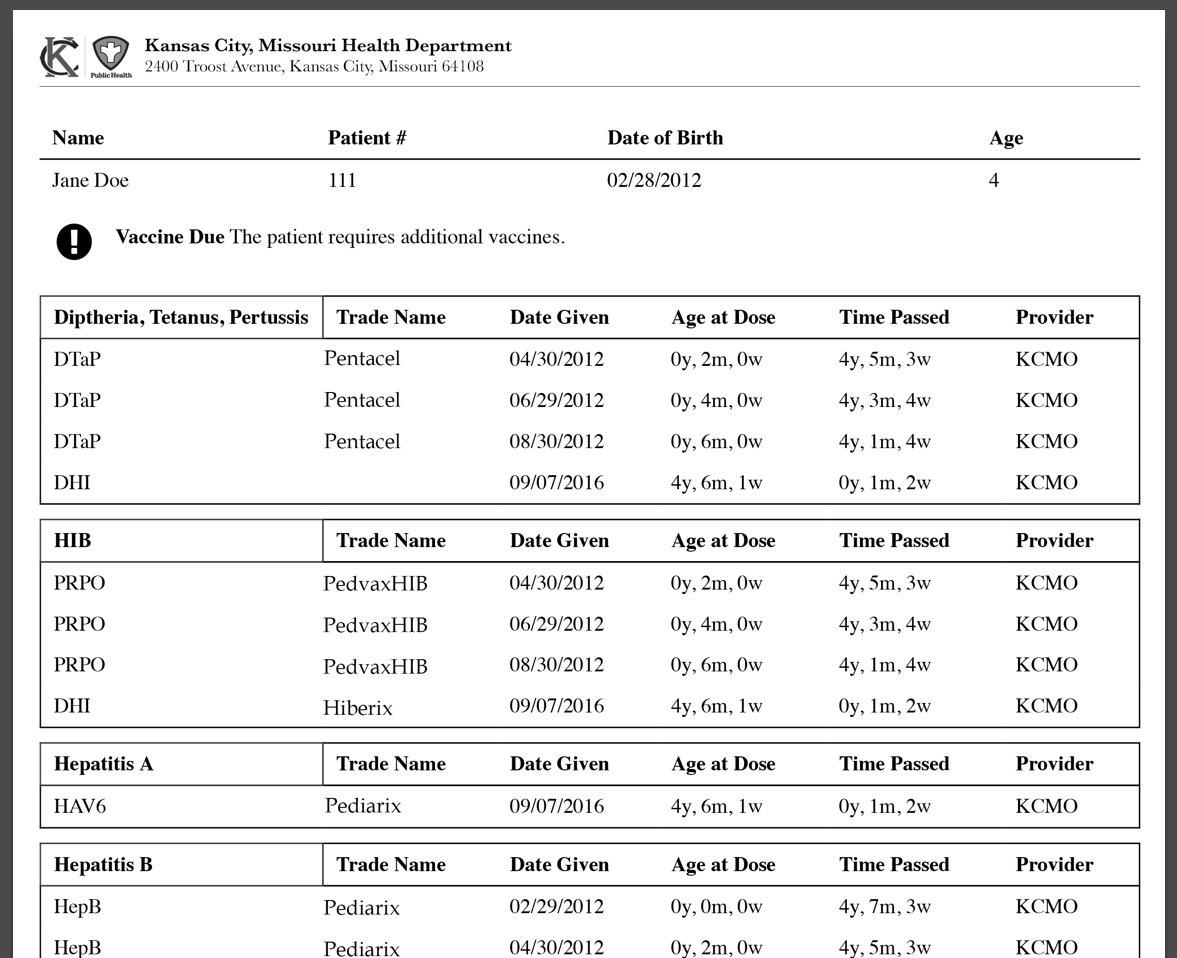 KC
Public Health
Kansas City, Missouri Health Department
2400 Troost Avenue, Kansas City, Missouri 64108
Name Patient # Date of Birth Age
Jane Doe 111 02/28/2012 4
! Vaccine Due The patient requires additional vaccines.
Diptheria, Tetanus, Pertussis Trade Name Date Given Age at Dose Time Passed Provider
DTaP Pentacel 04/30/2012 0y, 2m, 0w 4y, 5m, 3w KCMO
DTaP Pentacel 06/29/2012 0y, 4m, 0w 4y, 3m, 4w KCMO
DTaP Pentacel 08/30/2012 0y, 6m, 0w 4y, 1m, 4w KCMO
DHI 09/07/2016 4y, 6m, 1w 0y, 1m, 2w KCMO
HIB Trade Name Date Given Age at Dose Time Passed Provider
PRPO PedvaxHIB 04/30/2012 0y, 2m, 0w 4y, 5m, 3w KCMO
PRPO PedvaxHIB 06/29/2012 0y, 4m, 0w 4y, 3m, 4w KCMO
PRPO PedvaxHIB 08/30/2012 0y, 6m, 0w 4y, 1m, 4w KCMO
DHI Hiberix 09/07/2016 4y, 6m, 1w 0y, 1m, 2w KCMO
Hepatitis A Trade Name Date Given Age at Dose Time Passed Provider
HAV6 Pediarix 09/07/2016 4y, 6m, 1w 0y, 1m, 2w KCMO
Hepatitis B Trade Name Date Given Age at Dose Time Passed Provider
HepB Pediarix 02/29/2012 0y, 0m, 0w 4y, 7m, 3w KCMO
HepB Pediarix 04/30/2012 0y, 2m, 0w 4y, 5m, 3w KCMO